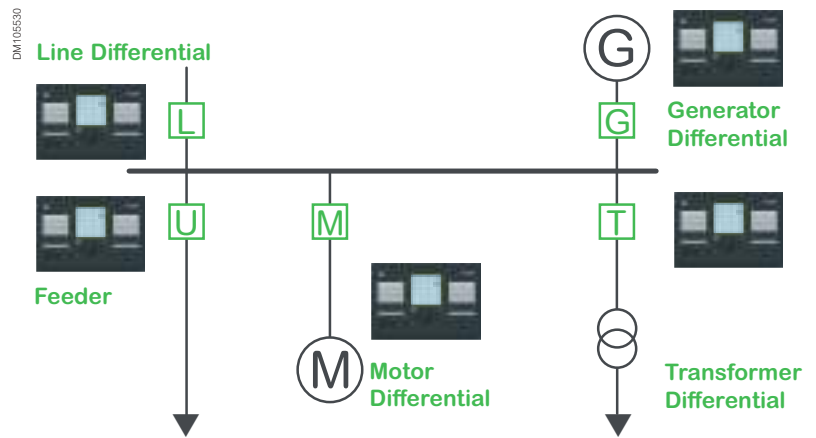 DM105530
Line Differential
G
L
G
Generator
Differential
U
M
T
Feeder
M
Motor
Differential
Transformer
Differential